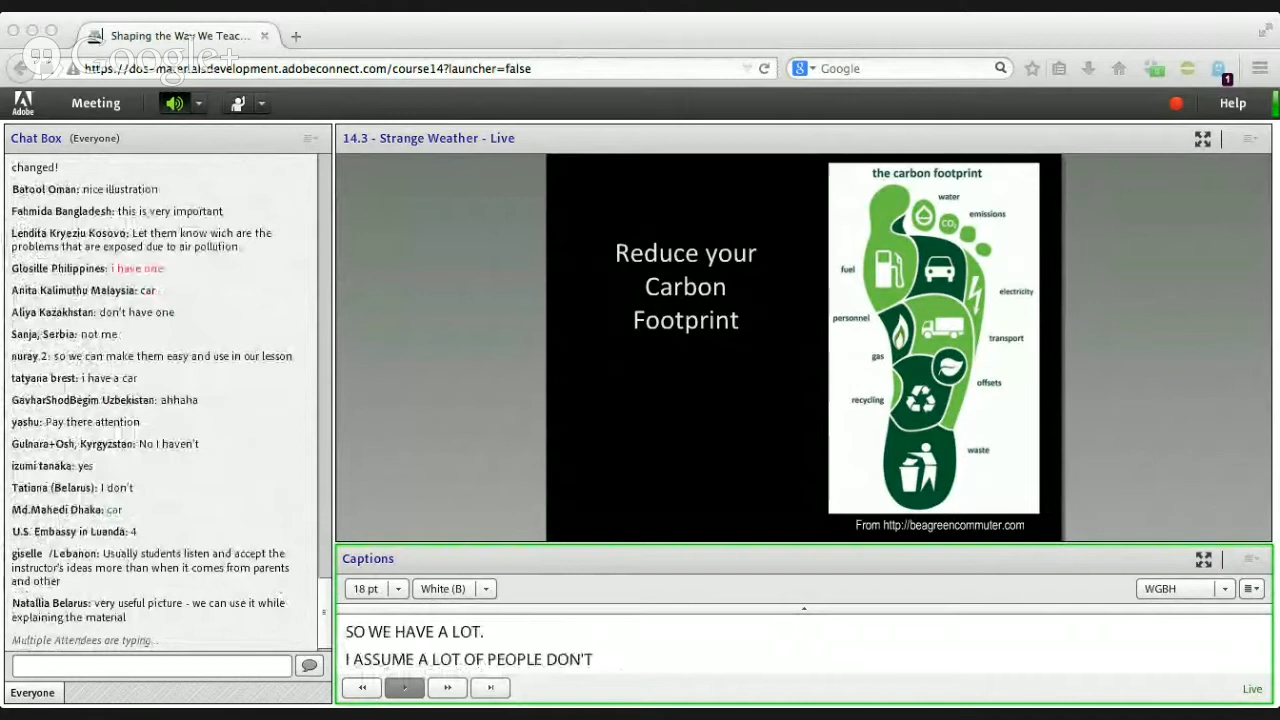 Shaping the Way We Teac...
Google+
https://dos-materialsdevelopment.adobeconnect.com/course14?launcher=false
Google
1
Adobe
Meeting
Help
Chat Box (Everyone)
changed!
Batool Oman: nice illustration
Fahmida Bangladesh: this is very important
Lendita Kryeziu Kosovo: Let them know wich are the
problems that are exposed due to air pollution.
Glosille Philippines: i have one
Anita Kalimuthu Malaysia: car
Aliya Kazakhstan: don't have one
Sanja, Serbia: not me
nuray 2: so we can make them easy and use in our lesson
tatyana brest: i have a car
GavharShodBegim Uzbekistan: ahhaha
yashu: Pay there attention
Gulnara-Osh, Kyrgyzstan: No I haven't
izumi tanaka: yes
Tatiana (Belarus): I don't
Md.Mahedi Dhaka: car
U.S. Embassy in Luanda: 4
giselle /Lebanon: Usually students listen and accept the
instructor's ideas more than when it comes from parents
and other
Natallia Belarus: very useful picture - we can use it while
explaining the material
Multiple Attendees are typing...
Everyone
14.3 - Strange Weather - Live
Reduce your
Carbon
Footprint
the carbon footprint
water
emissions
CO2
fuel
electricity
personnel
transport
gas
offsets
recycling
waste
From http://beagreencommuter.com
Captions
18 pt
White (B)
WGBH
SO WE HAVE A LOT.
I ASSUME A LOT OF PEOPLE DON'T
Live